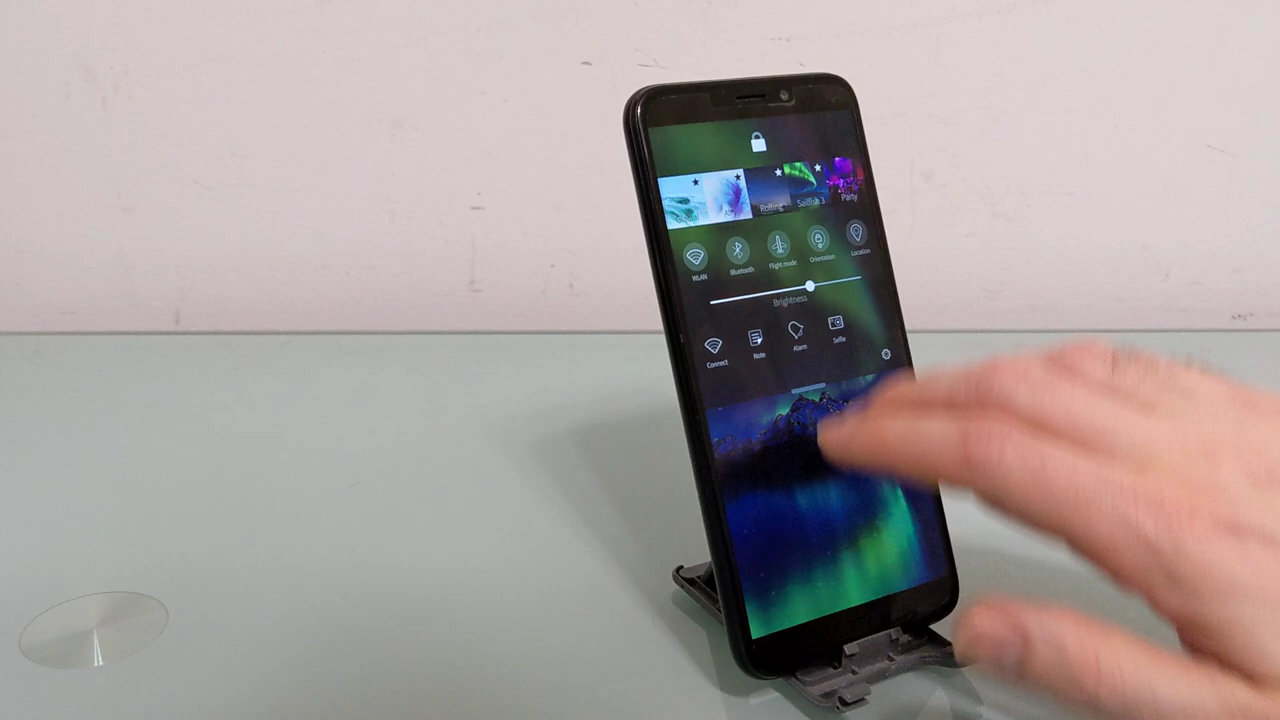 Rolling
Sailfish 3
Party
WLAN
Bluetooth
Flight mode
Orientation
Location
Brightness
Connect
Note
Alarm
Selfie